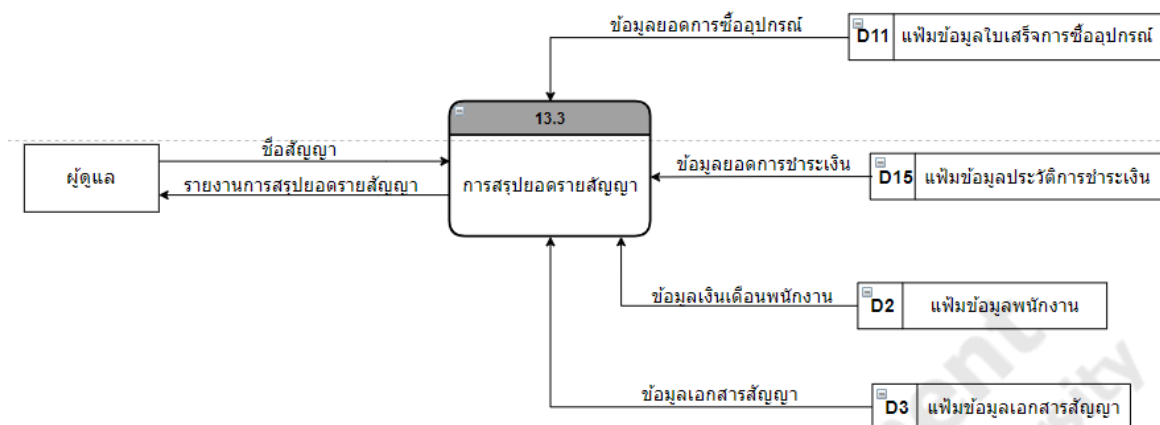 ข้อมูลยอดการซื้ออุปกรณ์
D11 แฟ้มข้อมูลใบเสร็จการซื้ออุปกรณ์
13.3
ชื่อสัญญา
ผู้ดูแล
รายงานการสรุปยอดรายสัญญา
การสรุปยอดรายสัญญา
ข้อมูลยอดการชำระเงิน
D15 แฟ้มข้อมูลประวัติการชำระเงิน
ข้อมูลเงินเดือนพนักงาน
D2 แฟ้มข้อมูลพนักงาน
ข้อมูลเอกสารสัญญา
D3 แฟ้มข้อมูลเอกสารสัญญา